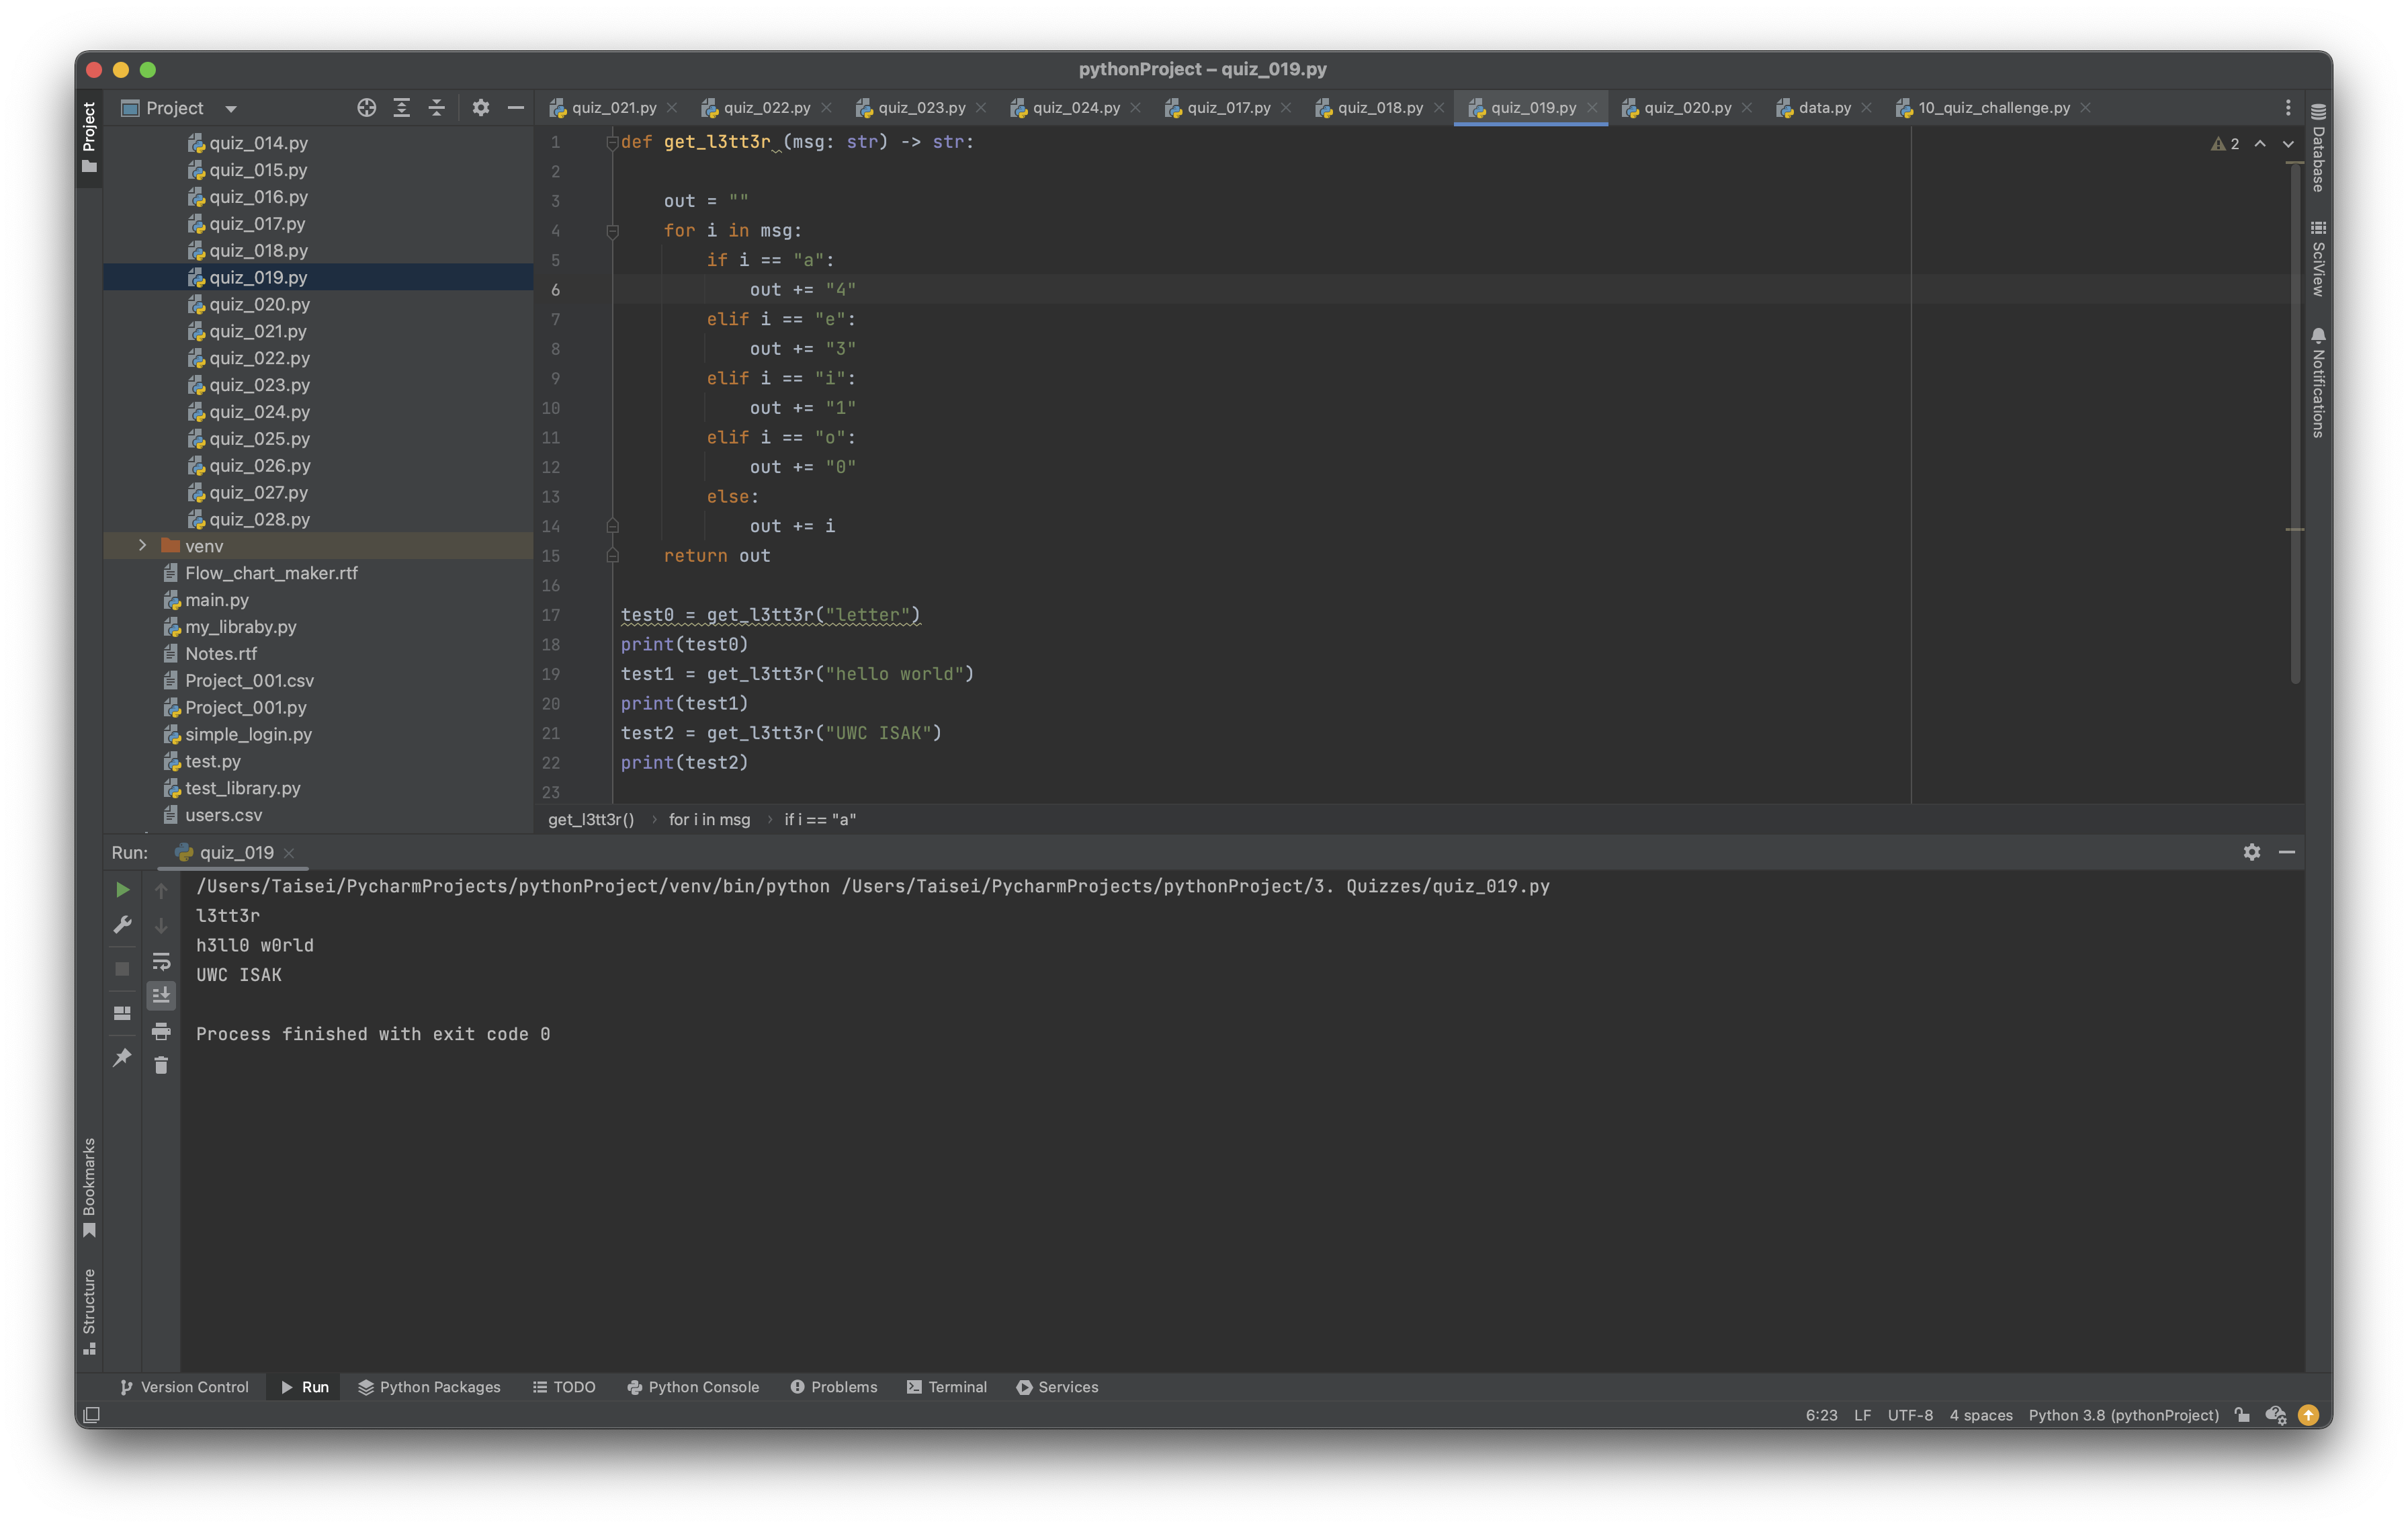 pythonProject – quiz_019.py
Project
quiz_021.py
quiz_022.py
quiz_023.py
quiz_024.py
quiz_017.py
quiz_018.py
quiz_019.py
quiz_020.py
data.py
10_quiz_challenge.py
Project
quiz_014.py
quiz_015.py
quiz_016.py
quiz_017.py
quiz_018.py
quiz_019.py
quiz_020.py
quiz_021.py
quiz_022.py
quiz_023.py
quiz_024.py
quiz_025.py
quiz_026.py
quiz_027.py
quiz_028.py
venv
Flow_chart_maker.rtf
main.py
my_libraby.py
Notes.rtf
Project_001.csv
Project_001.py
simple_login.py
test.py
test_library.py
users.csv
1 def get_l3tt3r (msg: str) -> str:
2
3     out = ""
4     for i in msg:
5         if i == "a":
6             out += "4"
7         elif i == "e":
8             out += "3"
9         elif i == "i":
10             out += "1"
11         elif i == "o":
12             out += "0"
13         else:
14             out += i
15     return out
16
17 test0 = get_l3tt3r("letter")
18 print(test0)
19 test1 = get_l3tt3r("hello world")
20 print(test1)
21 test2 = get_l3tt3r("UWC ISAK")
22 print(test2)
23
2
Database
SciView
Notifications
get_l3tt3r() › for i in msg › if i == "a"
Run: quiz_019
/Users/Taisei/PycharmProjects/pythonProject/venv/bin/python /Users/Taisei/PycharmProjects/pythonProject/3. Quizzes/quiz_019.py
l3tt3r
h3ll0 w0rld
UWC ISAK
Process finished with exit code 0
Bookmarks
Structure
Version Control
Run
Python Packages
TODO
Python Console
Problems
Terminal
Services
6:23 LF UTF-8 4 spaces Python 3.8 (pythonProject)